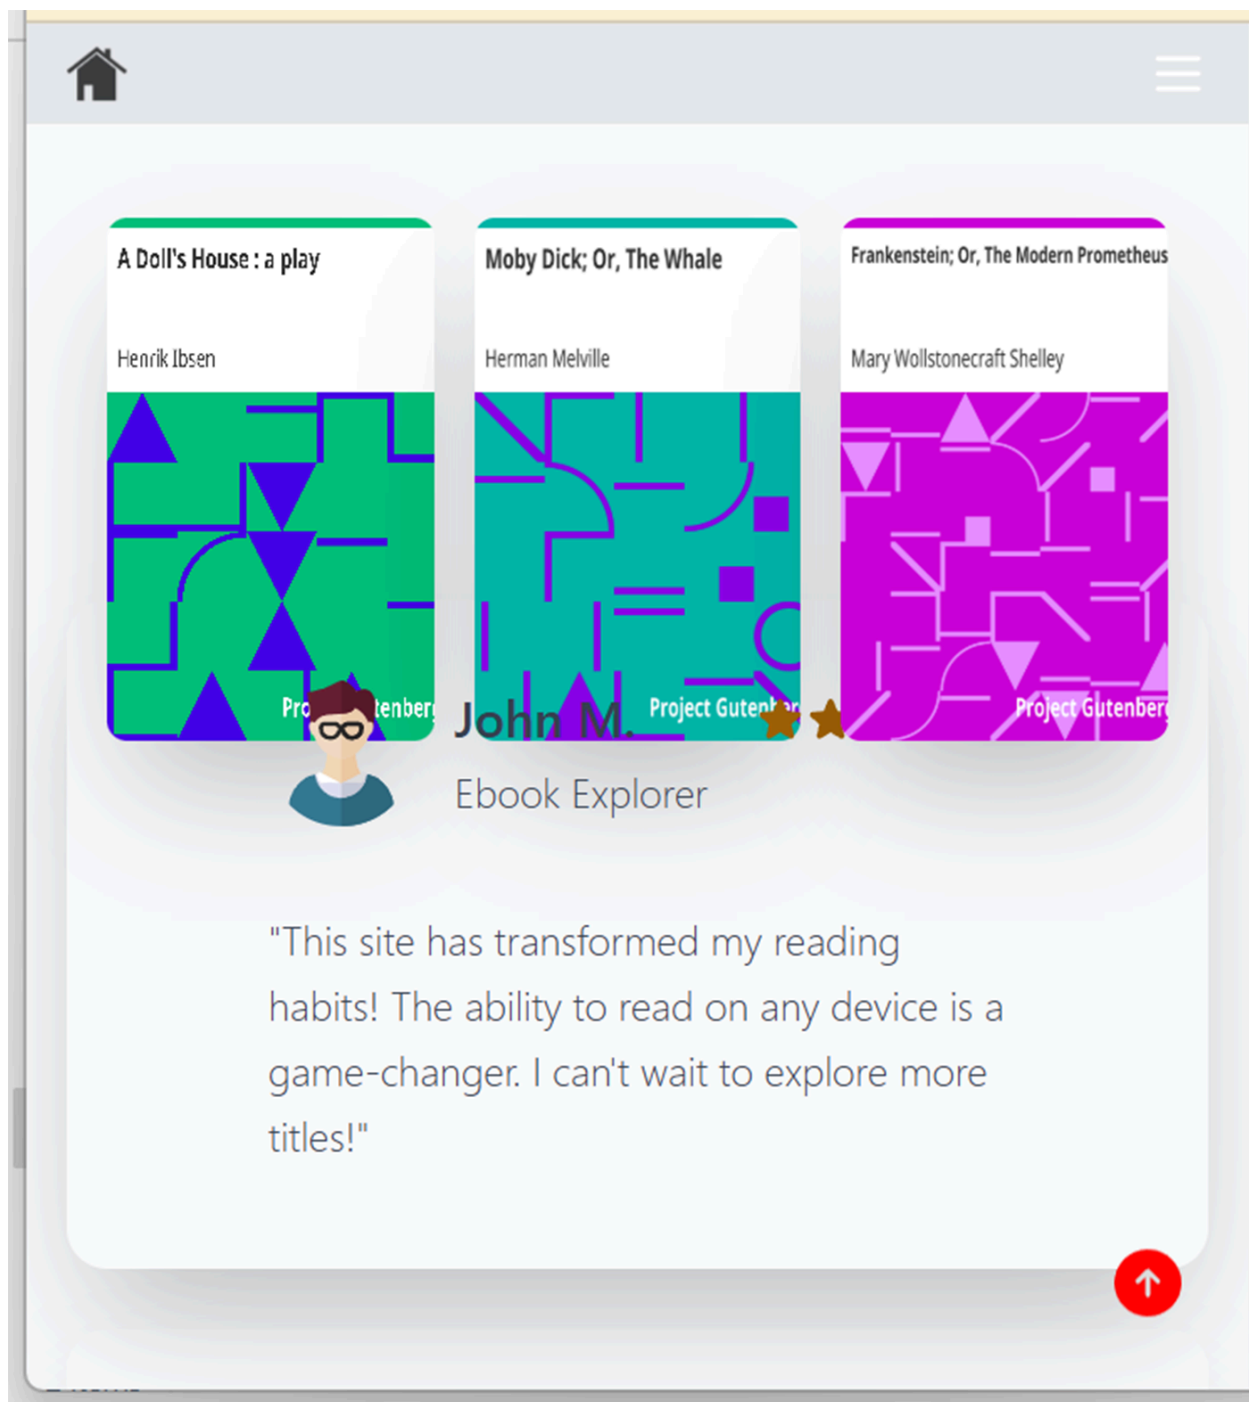 A Doll's House : a play
Henrik Ibsen
Moby Dick; Or, The Whale
Herman Melville
Project Gutenberg
Frankenstein; Or, The Modern Prometheus
Mary Wollstonecraft Shelley
Project Gutenberg
John M.
Ebook Explorer
"This site has transformed my reading
habits! The ability to read on any device is a
game-changer. I can't wait to explore more
titles!"